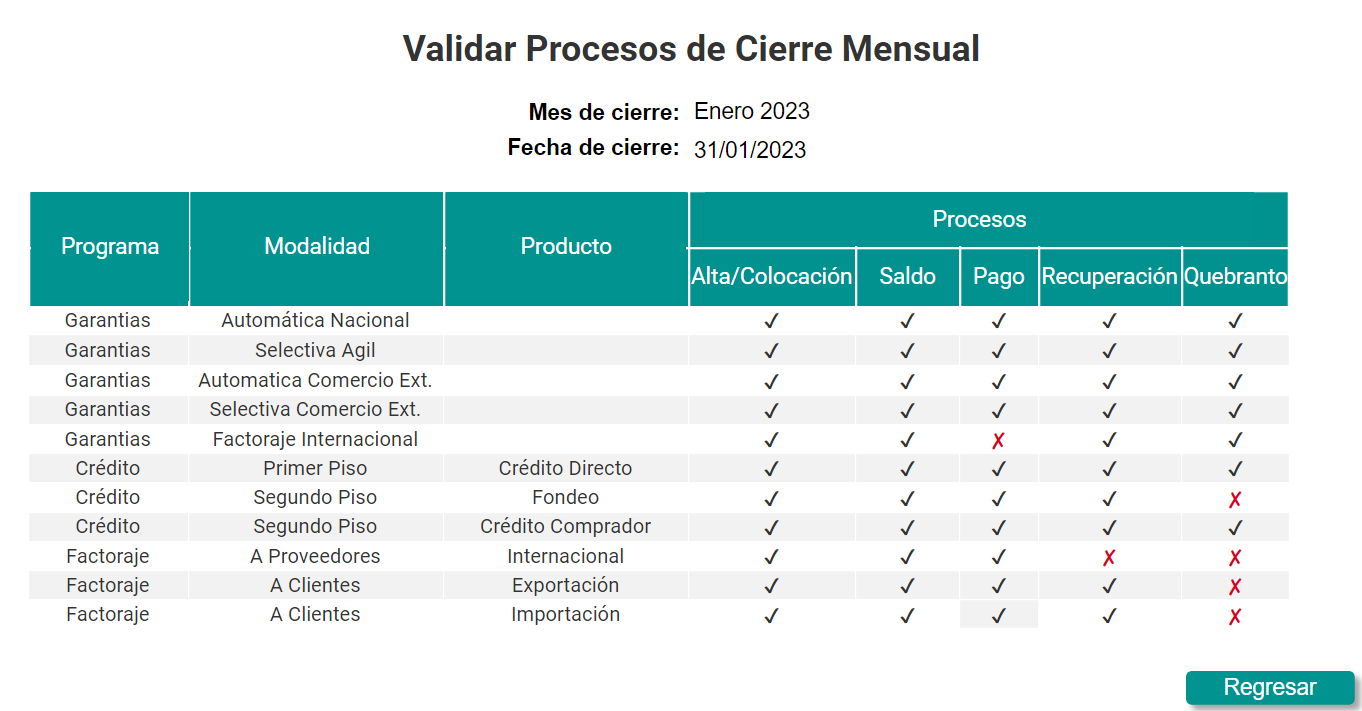 Validar Procesos de Cierre Mensual
Mes de cierre: Enero 2023
Fecha de cierre: 31/01/2023
Programa Modalidad Producto Procesos
Alta/Colocación Saldo Pago Recuperación Quebranto
Garantias Automática Nacional ✓ ✓ ✓ ✓ ✓
Garantias Selectiva Agil ✓ ✓ ✓ ✓ ✓
Garantias Automatica Comercio Ext. ✓ ✓ ✓ ✓ ✓
Garantias Selectiva Comercio Ext. ✓ ✓ ✓ ✓ ✓
Garantias Factoraje Internacional ✓ ✓ ✗ ✓ ✓
Crédito Primer Piso Crédito Directo ✓ ✓ ✓ ✓ ✓
Crédito Segundo Piso Fondeo ✓ ✓ ✓ ✓ ✗
Crédito Segundo Piso Crédito Comprador ✓ ✓ ✓ ✓ ✓
Factoraje A Proveedores Internacional ✓ ✓ ✓ ✗ ✗
Factoraje A Clientes Exportación ✓ ✓ ✓ ✓ ✗
Factoraje A Clientes Importación ✓ ✓ ✓ ✓ ✗
Regresar